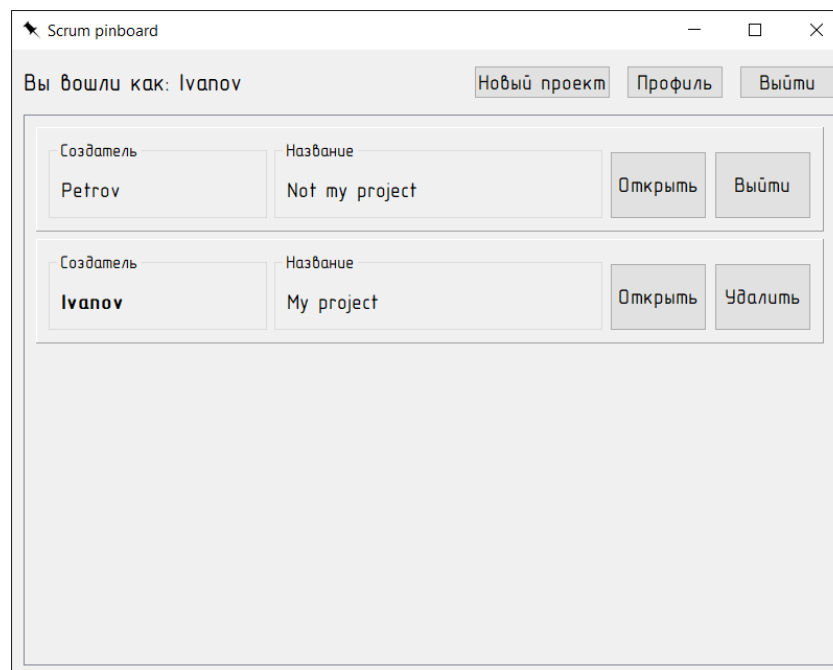 Scrum pinboard
Вы вошли как: Ivanov
Новый проект
Профиль
Выйти
Создатель
Название
Petrov
Not my project
Открыть
Выйти
Создатель
Название
Ivanov
My project
Открыть
Удалить